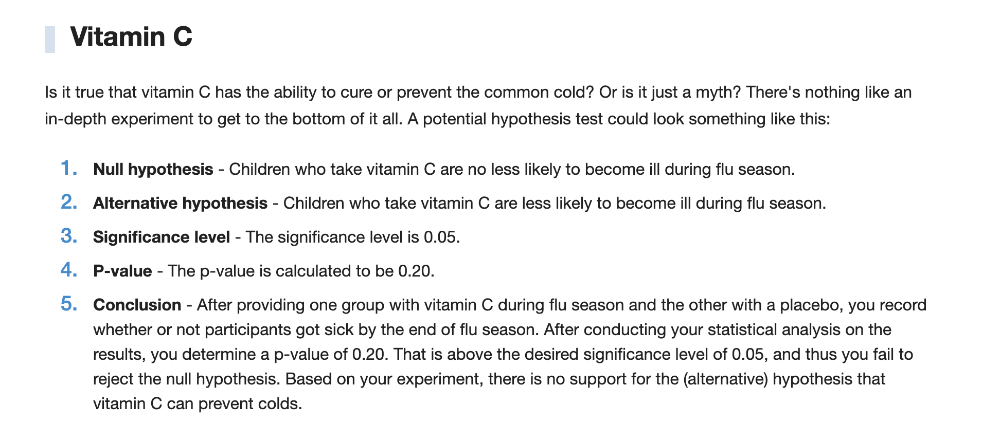 Vitamin C
Is it true that vitamin C has the ability to cure or prevent the common cold? Or is it just a myth? There's nothing like an
in-depth experiment to get to the bottom of it all. A potential hypothesis test could look something like this:
1. Null hypothesis - Children who take vitamin C are no less likely to become ill during flu season.
2. Alternative hypothesis - Children who take vitamin C are less likely to become ill during flu season.
3. Significance level - The significance level is 0.05.
4. P-value - The p-value is calculated to be 0.20.
5. Conclusion - After providing one group with vitamin C during flu season and the other with a placebo, you record
whether or not participants got sick by the end of flu season. After conducting your statistical analysis on the
results, you determine a p-value of 0.20. That is above the desired significance level of 0.05, and thus you fail to
reject the null hypothesis. Based on your experiment, there is no support for the (alternative) hypothesis that
vitamin C can prevent colds.